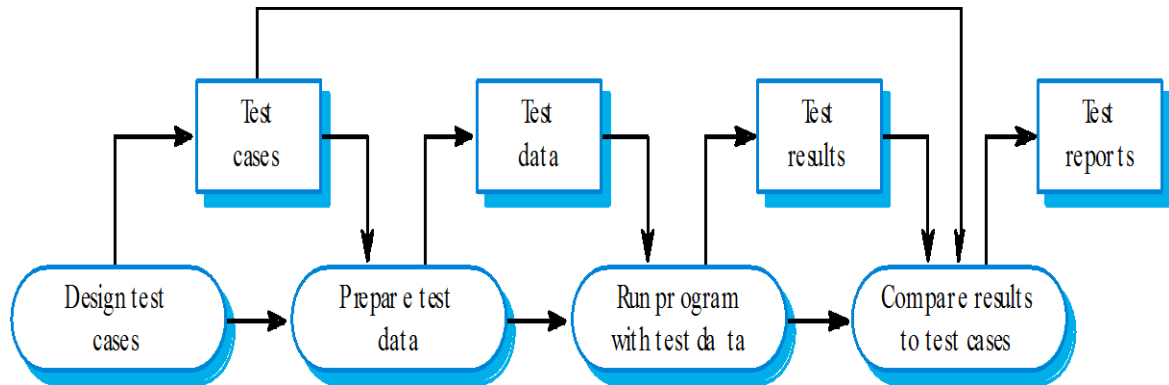 Test
cases
Test
data
Test
results
Test
reports
Design test
cases
Prepare test
data
Run program
with test data
Compare results
to test cases